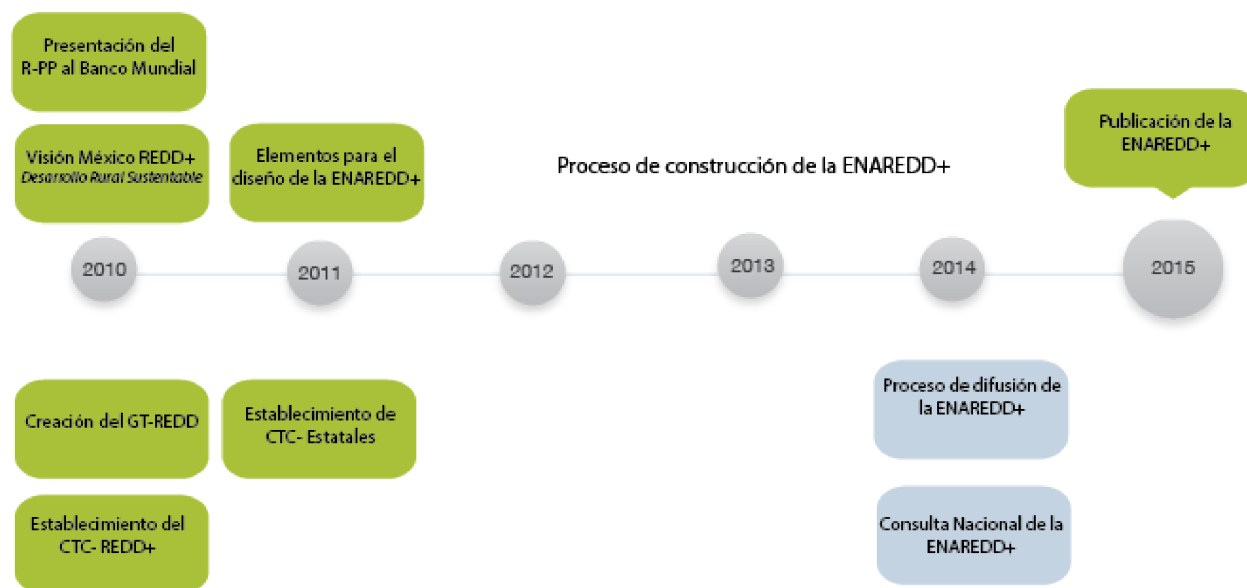 Presentación del
R-PP al Banco Mundial
Visión México REDD+
Desarrollo Rural Sustentable
Elementos para el
diseño de la ENAREDD+
Proceso de construcción de la ENAREDD+
Publicación de la
ENAREDD+
2010
2011
2012
2013
2014
2015
Creación del GT-REDD
Establecimiento de
CTC- Estatales
Proceso de difusión de
la ENAREDD+
Establecimiento del
CTC- REDD+
Consulta Nacional de la
ENAREDD+